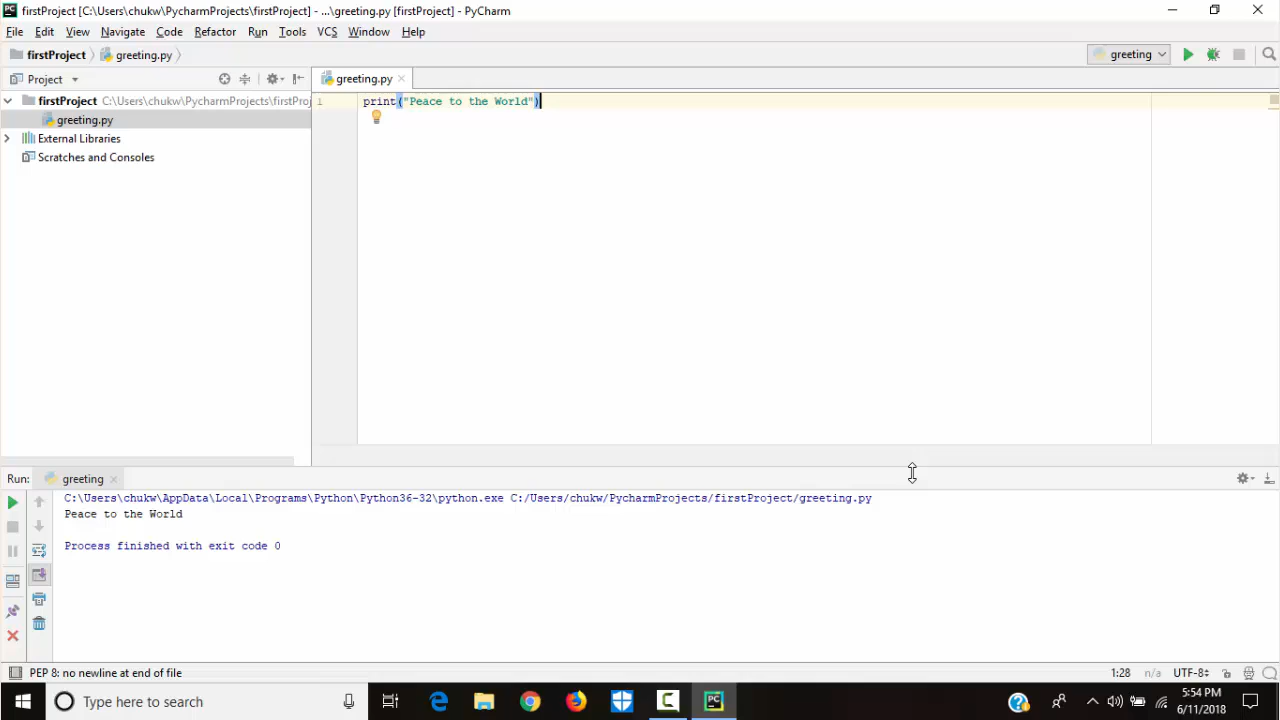 firstProject [C:\Users\chukw\PycharmProjects\firstProject] - ...\greeting.py [firstProject] - PyCharm
File Edit View Navigate Code Refactor Run Tools VCS Window Help
firstProject greeting.py greeting
Project greeting.py
firstProject C:\Users\chukw\PycharmProjects\firstPro
1 print("Peace to the World")
greeting.py
External Libraries
Scratches and Consoles
Run: greeting
C:\Users\chukw\AppData\Local\Programs\Python\Python36-32\python.exe C:/Users/chukw/PycharmProjects/firstProject/greeting.py
Peace to the World
Process finished with exit code 0
PEP 8: no newline at end of file 1:28 n/a UTF-8
Type here to search
5:54 PM
6/11/2018